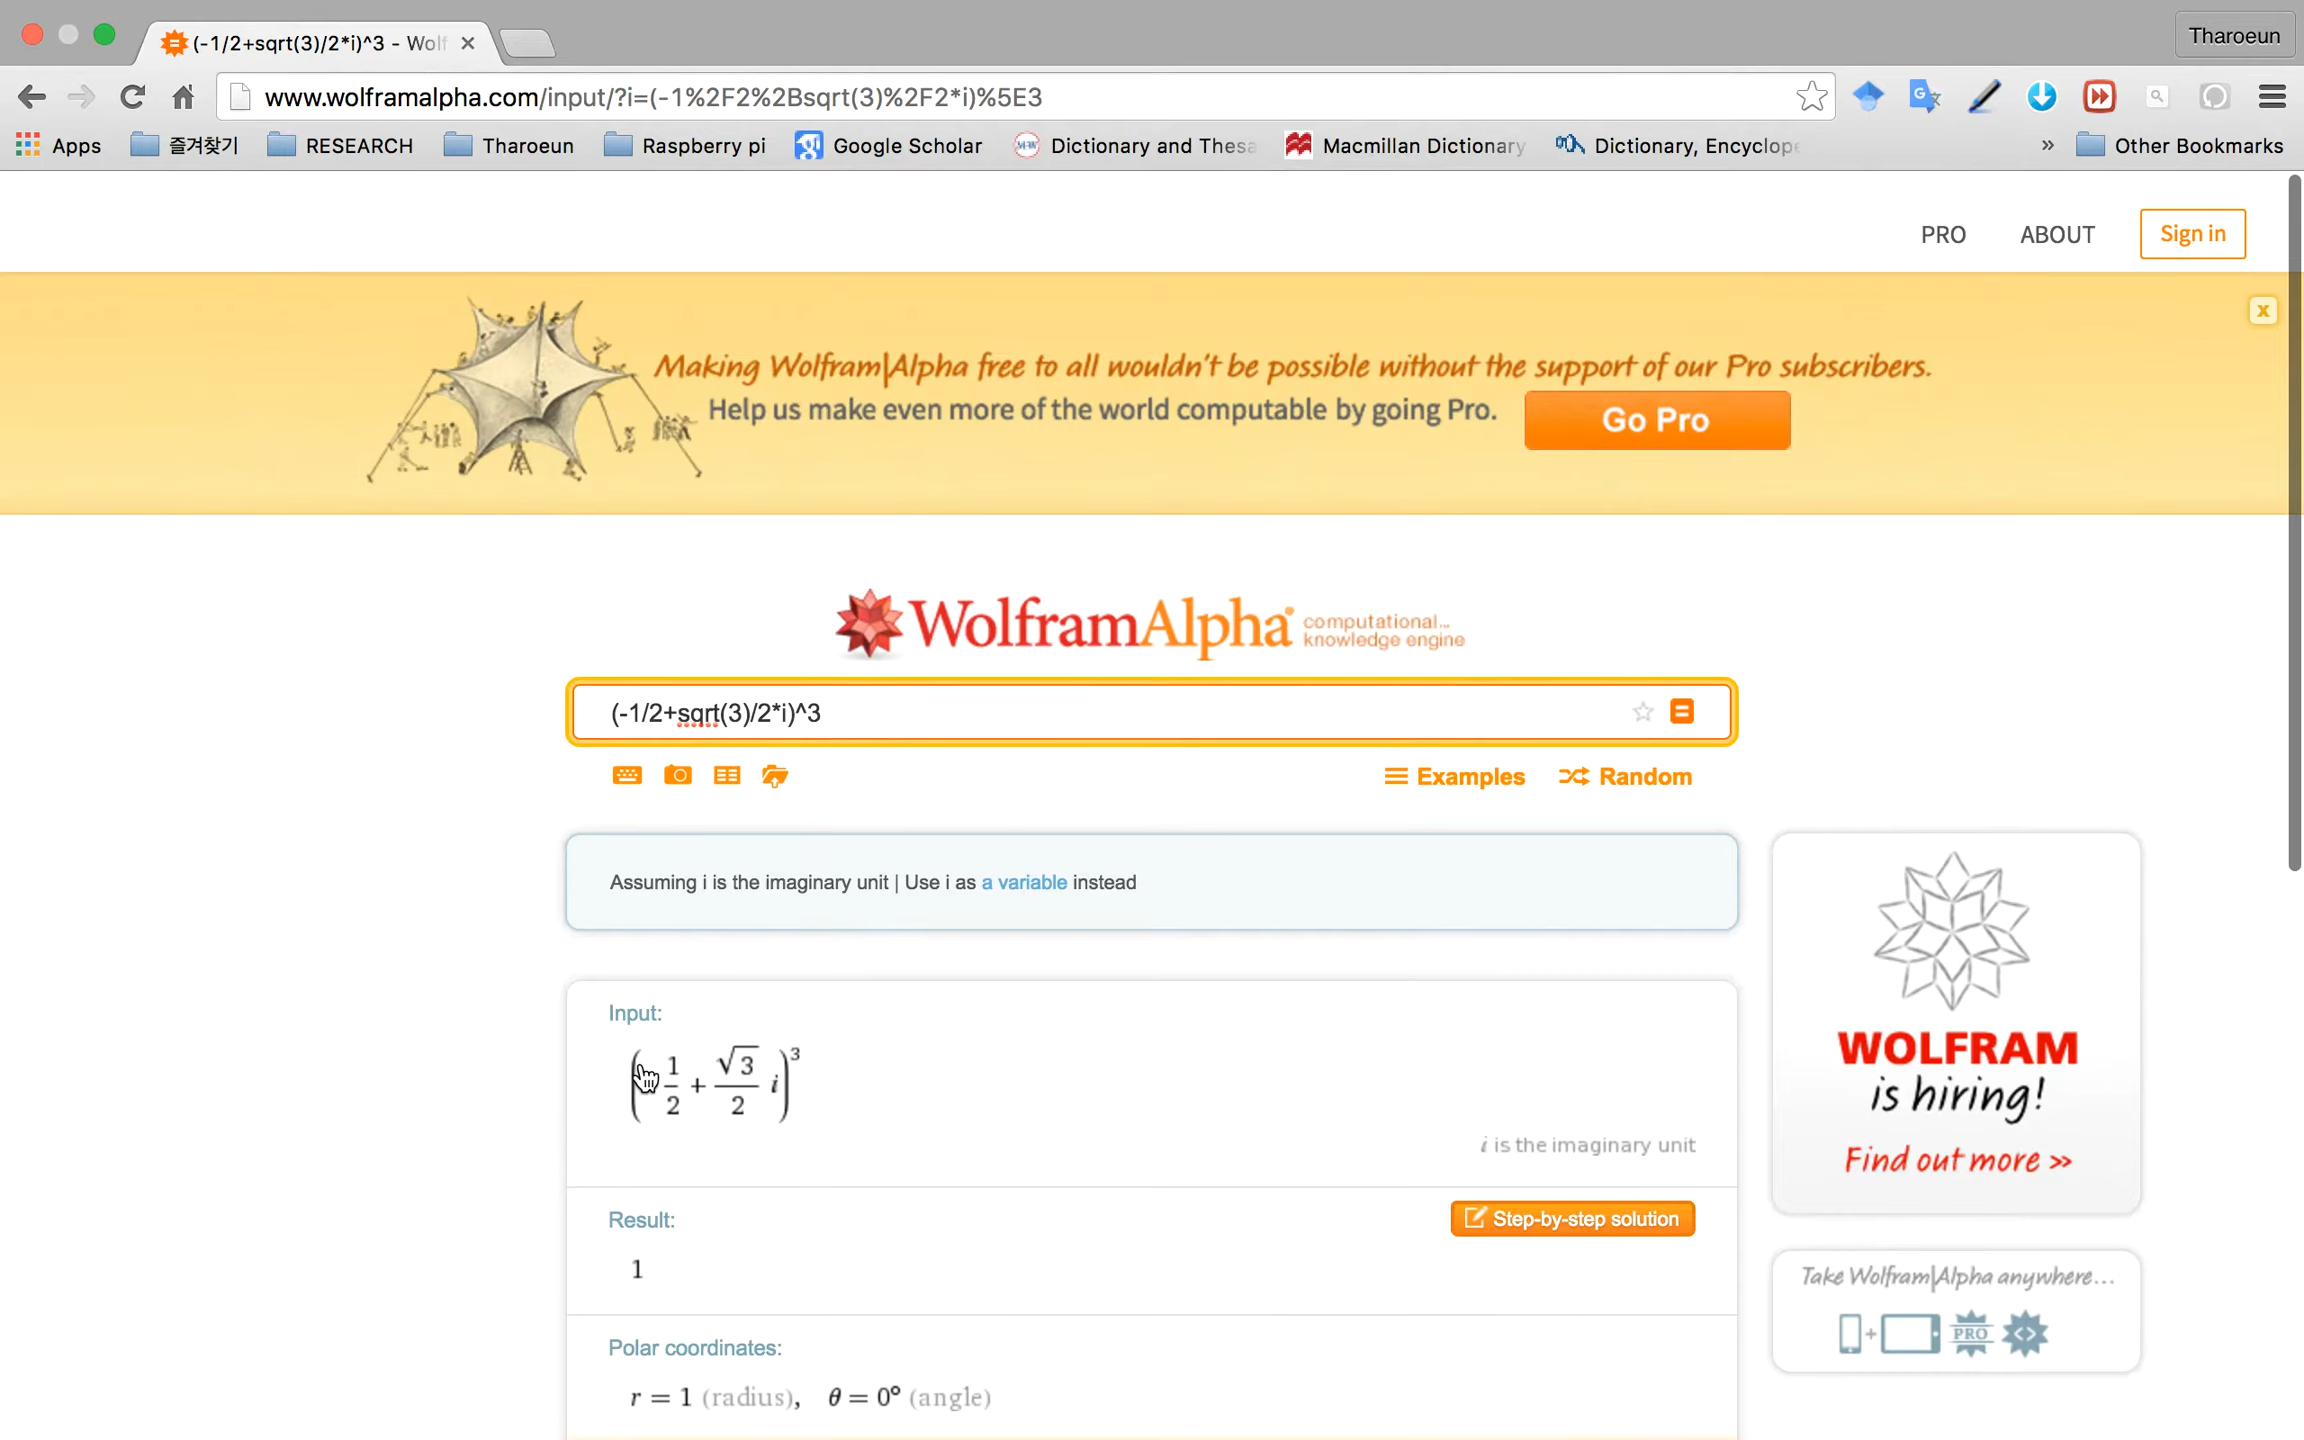 (-1/2+sqrt(3)/2*i)^3 - Wolf
Tharoeun
www.wolframalpha.com/input/?i=(-1%2F2%2Bsqrt(3)%2F2*i)%5E3
Apps 즐겨찾기 RESEARCH Tharoeun Raspberry pi Google Scholar Dictionary and Thesa Macmillan Dictionary Dictionary, Encyclope » Other Bookmarks
PRO ABOUT Sign in
x
Making Wolfram|Alpha free to all wouldn't be possible without the support of our Pro subscribers.
Help us make even more of the world computable by going Pro. Go Pro
WolframAlpha computational...
knowledge engine
(-1/2+sqrt(3)/2*i)^3
Examples Random
Assuming i is the imaginary unit | Use i as a variable instead
Input:
( 1/2 + √3/2 i)^3
i is the imaginary unit
Result: Step-by-step solution
1
Polar coordinates:
r = 1 (radius), θ = 0° (angle)
WOLFRAM
is hiring!
Find out more >>
Take Wolfram|Alpha anywhere...
+ PRO <>